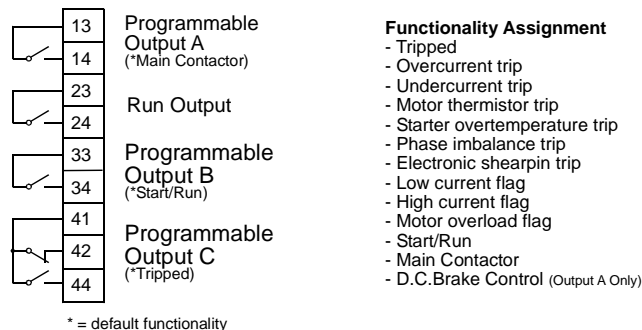 13
Programmable
Output A
(*Main Contactor)
14
23
Run Output
24
33
Programmable
Output B
(*Start/Run)
34
41
Programmable
Output C
(*Tripped)
42
44
* = default functionality
Functionality Assignment
- Tripped
- Overcurrent trip
- Undercurrent trip
- Motor thermistor trip
- Starter overtemperature trip
- Phase imbalance trip
- Electronic shearpin trip
- Low current flag
- High current flag
- Motor overload flag
- Start/Run
- Main Contactor
- D.C.Brake Control (Output A Only)